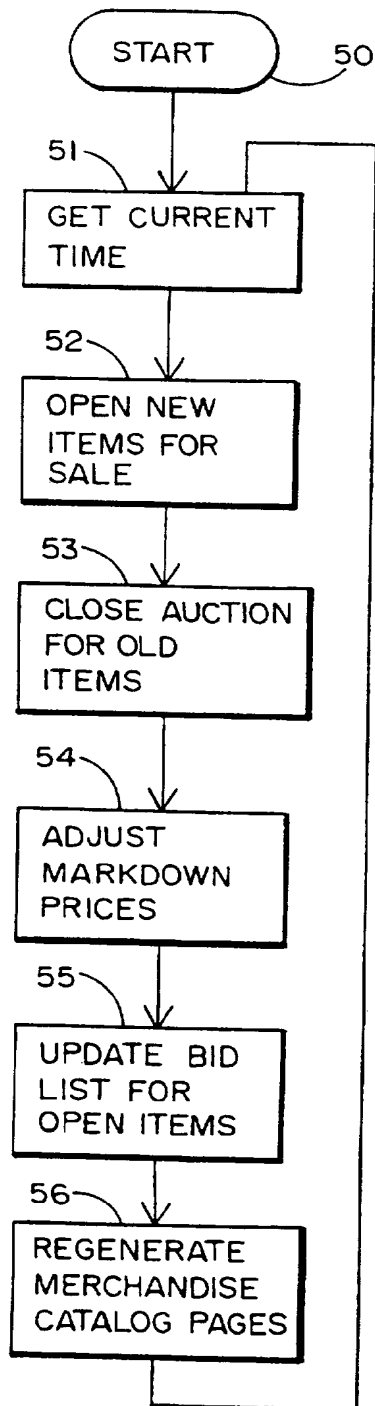 START
50
51
GET CURRENT
TIME
52
OPEN NEW
ITEMS FOR
SALE
53
CLOSE AUCTION
FOR OLD
ITEMS
54
ADJUST
MARKDOWN
PRICES
55
UPDATE BID
LIST FOR
OPEN ITEMS
56
REGENERATE
MERCHANDISE
CATALOG PAGES